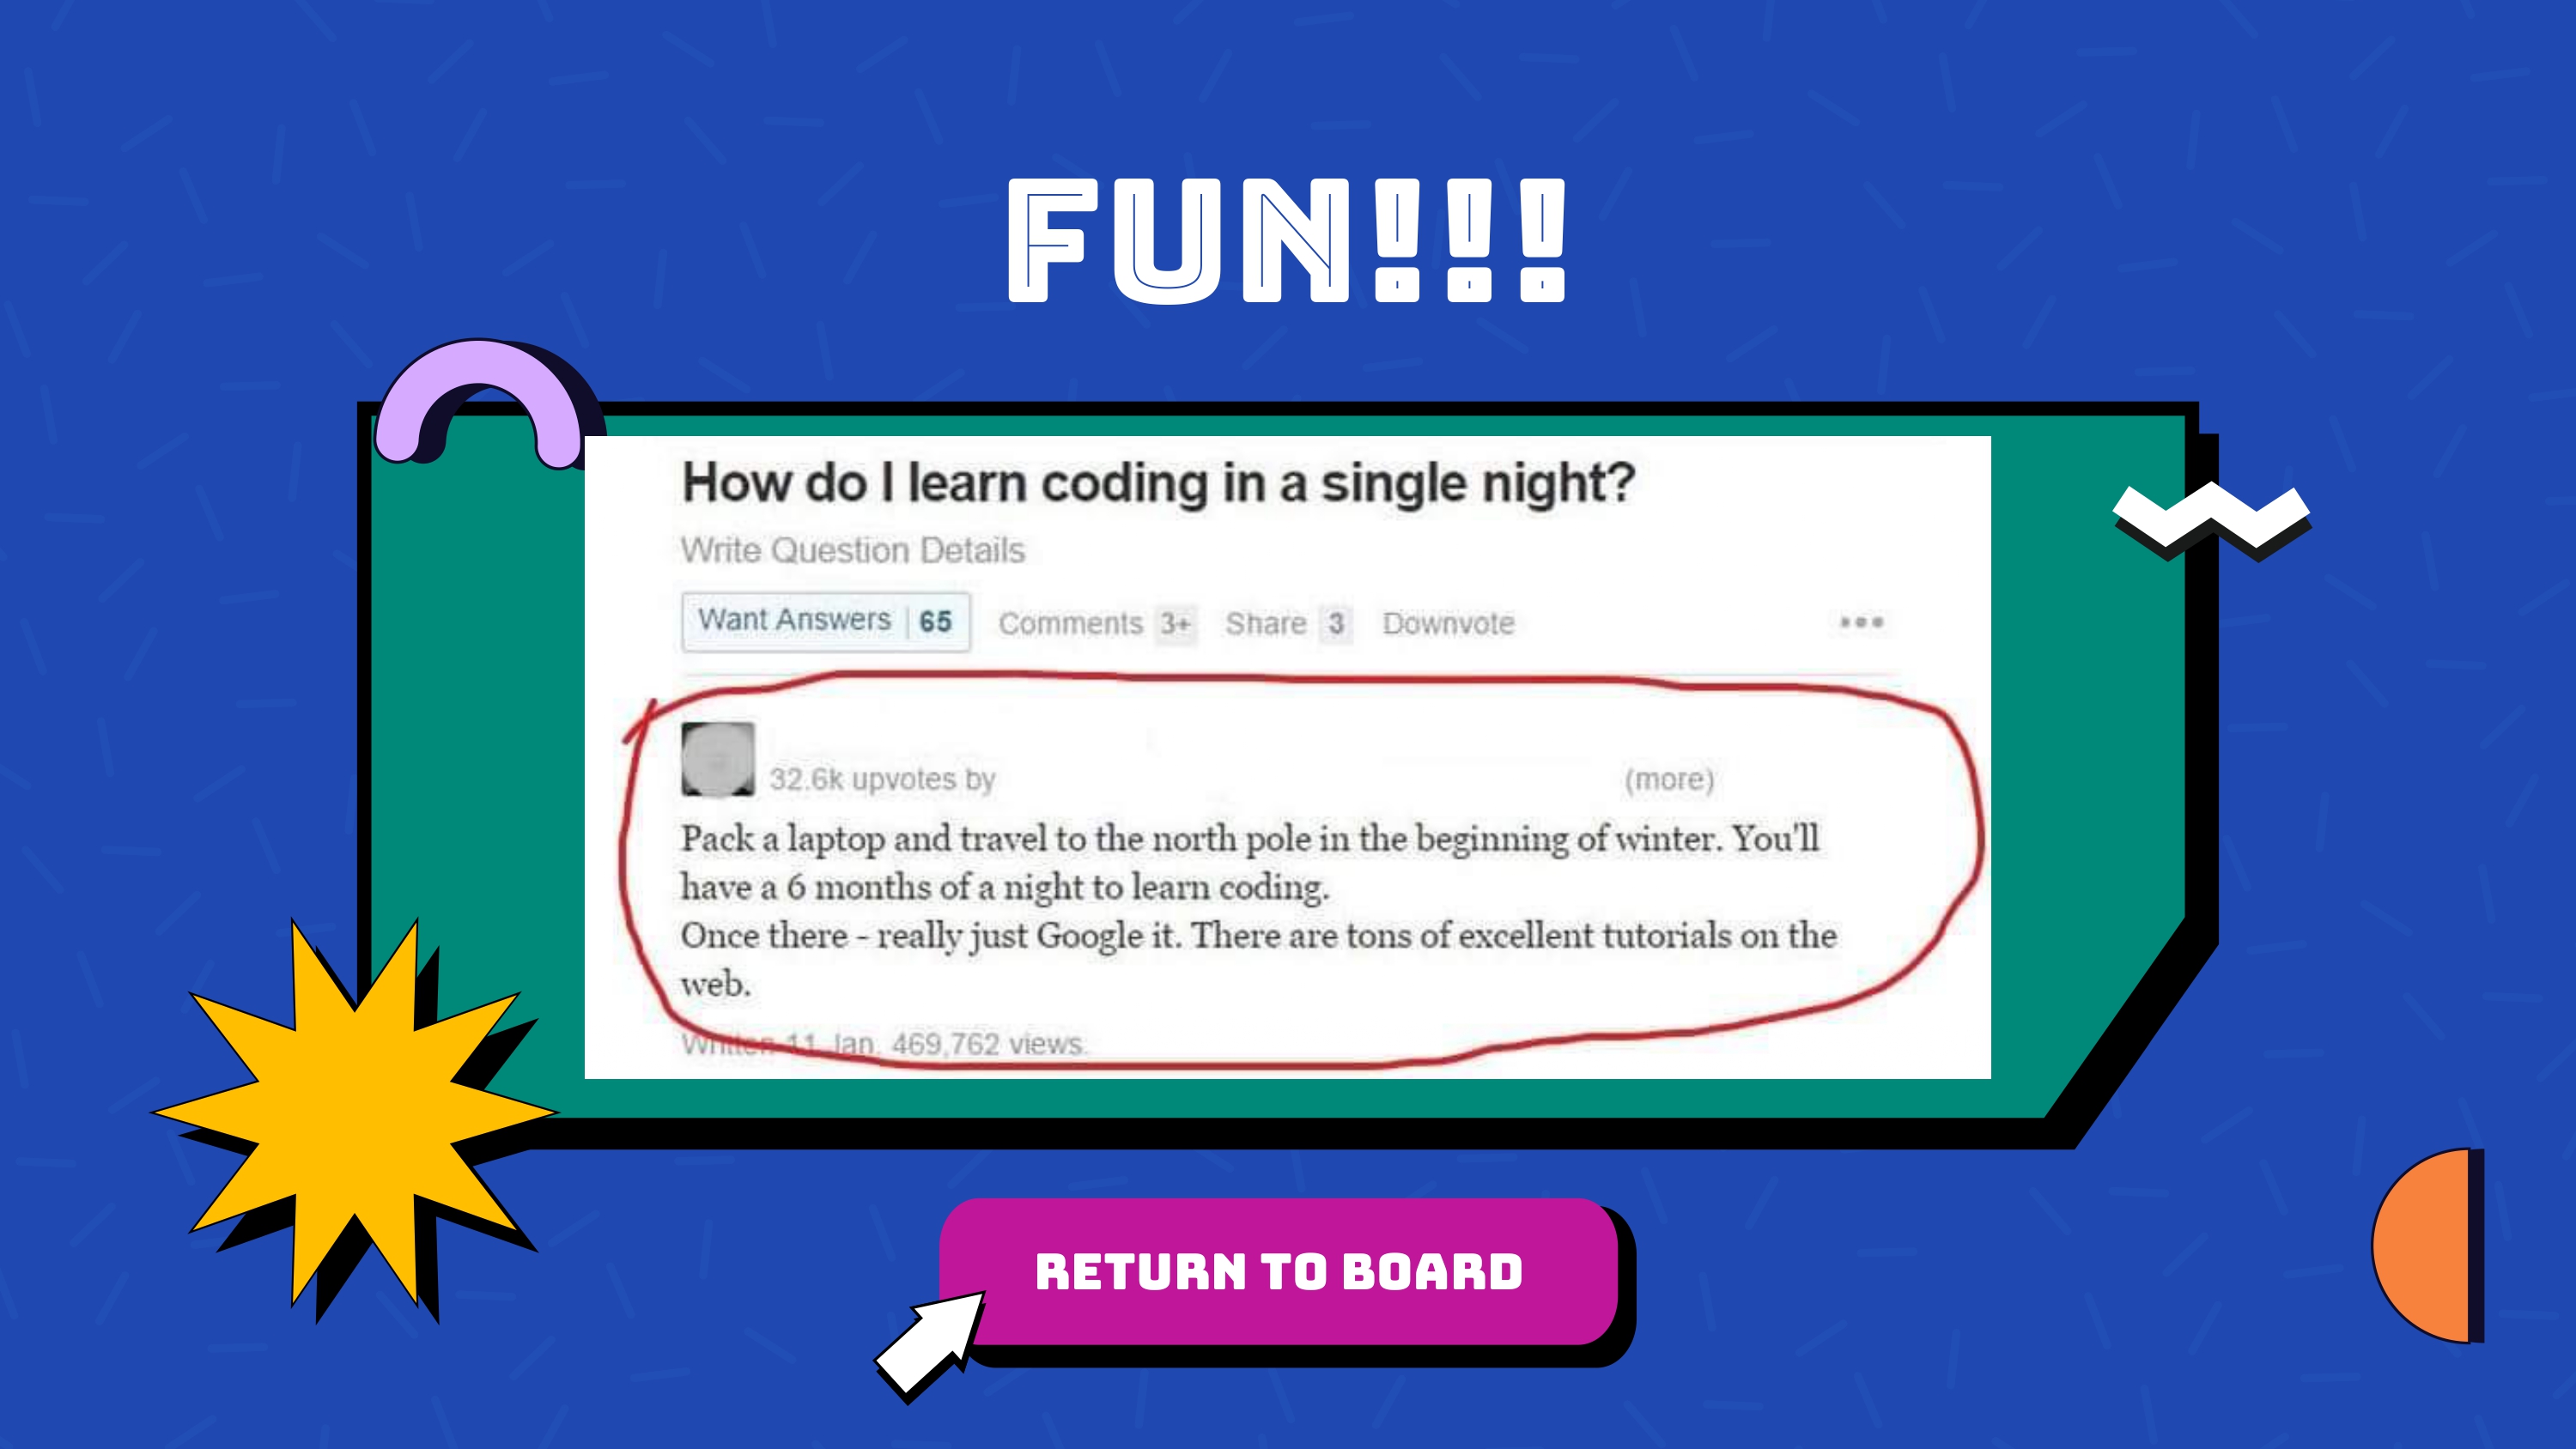 FUN!!!
How do I learn coding in a single night?
Write Question Details
Want Answers | 65 Comments 3+ Share 3 Downvote •••
32.6k upvotes by (more)
Pack a laptop and travel to the north pole in the beginning of winter. You'll
have a 6 months of a night to learn coding.
Once there - really just Google it. There are tons of excellent tutorials on the
web.
Written 11 Jan. 469,762 views.
RETURN TO BOARD